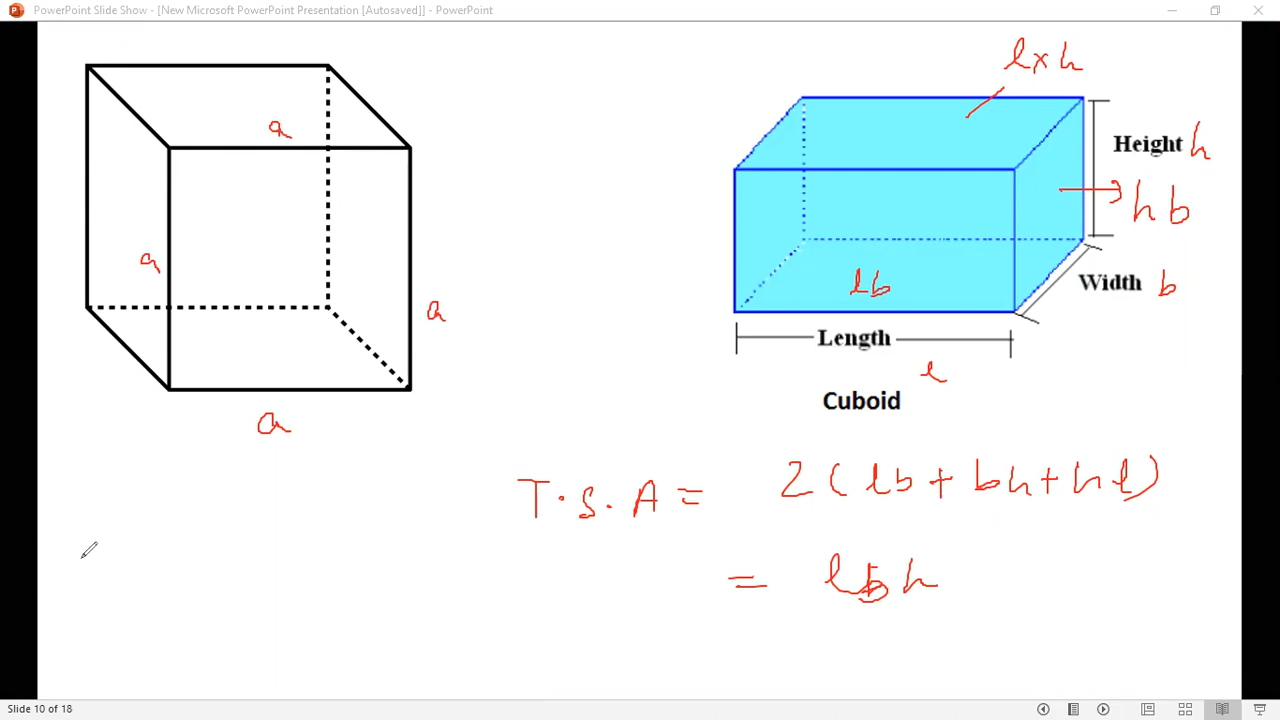 PowerPoint Slide Show - [New Microsoft PowerPoint Presentation [Autosaved]] - PowerPoint
l x h
a
Height h
h b
a
lb
Width b
a
Length
l
Cuboid
a
T.S.A = 2(lb + bh + hl)
= lbh
Slide 10 of 18